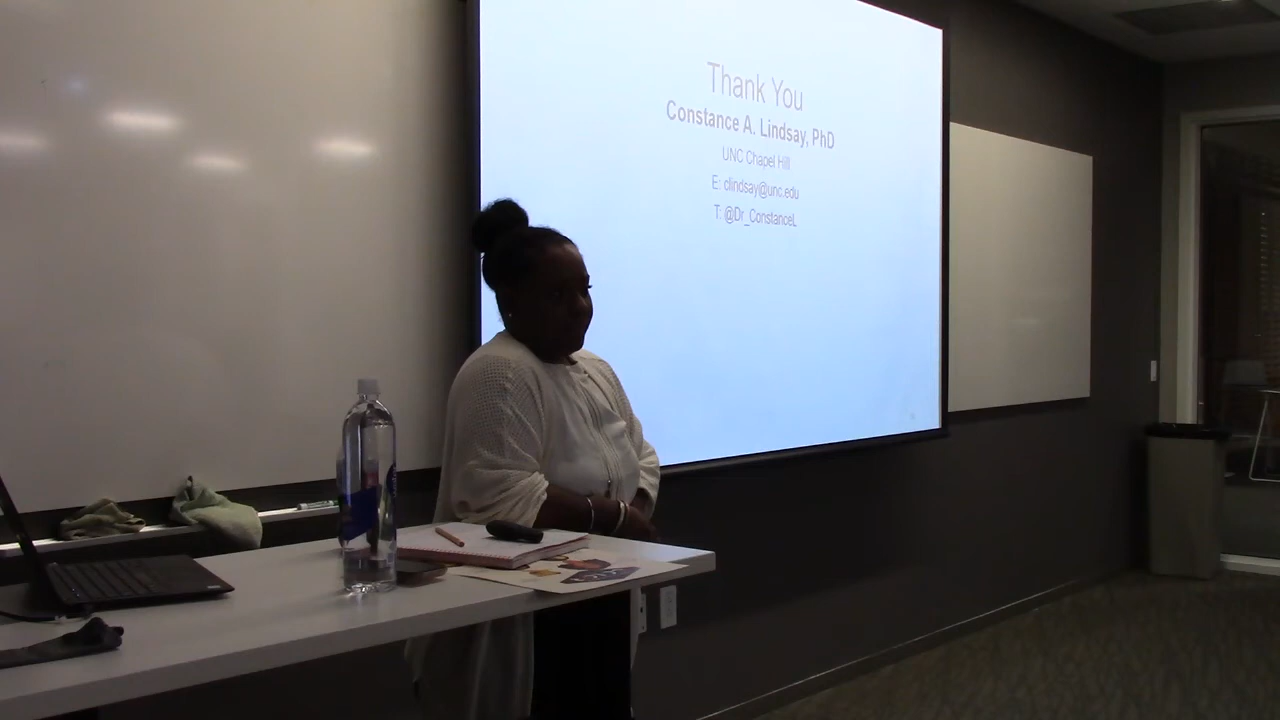 Thank You
Constance A. Lindsay, PhD
UNC Chapel Hill
E: clindsay@unc.edu
T: @Dr_ConstanceL